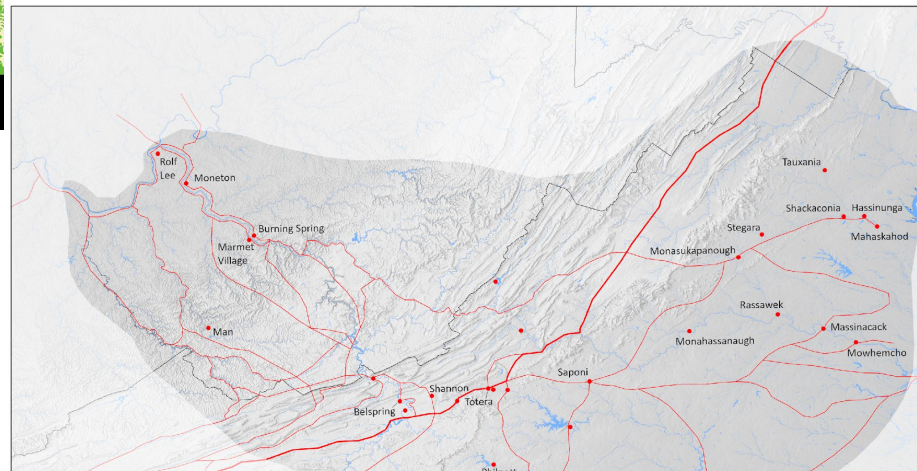 Rolf
Lee
Moneton
Tauxania
Burning Spring
Marmet
Village
Shackaconia
Hassinunga
Mahaskahod
Stegara
Monasukapanough
Rassawek
Man
Monahassanaugh
Massinacack
Mowhemcho
Saponi
Shannon
Totera
Belspring